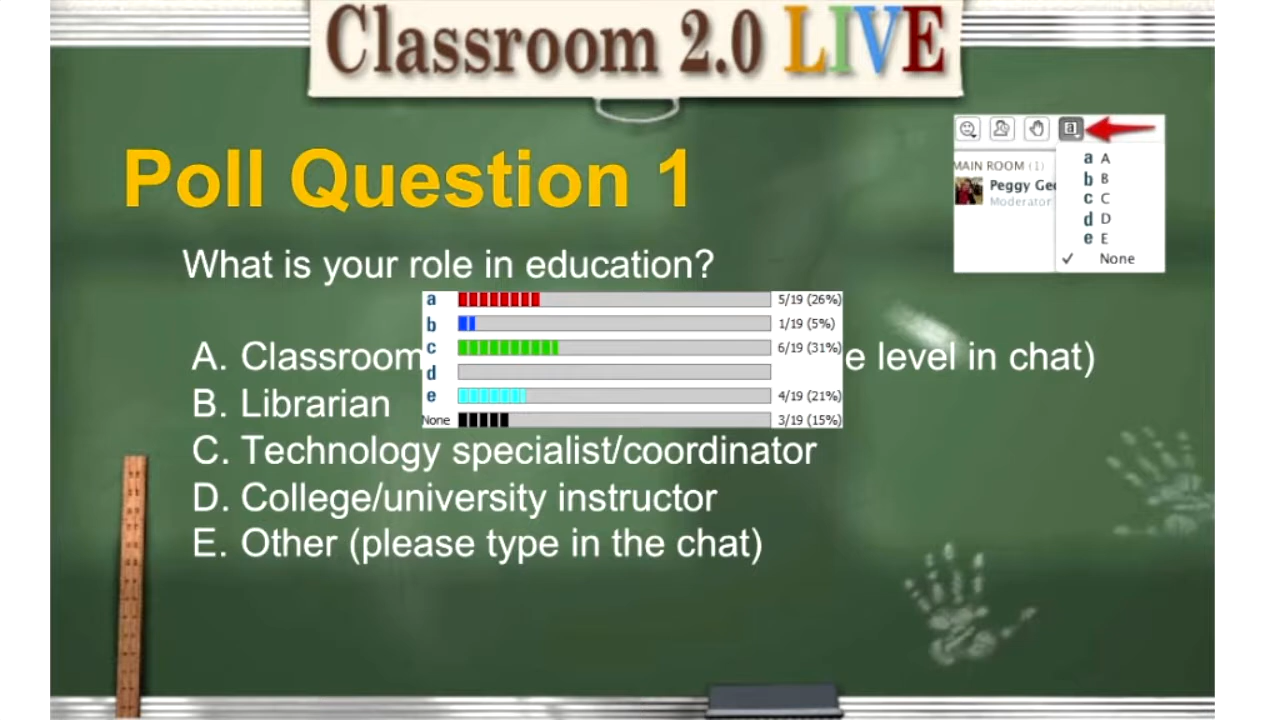 Classroom 2.0 LIVE
Poll Question 1
a A
MAIN ROOM (1)
b B
Peggy Geo
c C
Moderator
d D
e E
✓ None
What is your role in education?
a 5/19 (26%)
b 1/19 (5%)
c 6/19 (31%)
d
e 4/19 (21%)
None 3/19 (15%)
A. Classroom e level in chat)
B. Librarian
C. Technology specialist/coordinator
D. College/university instructor
E. Other (please type in the chat)